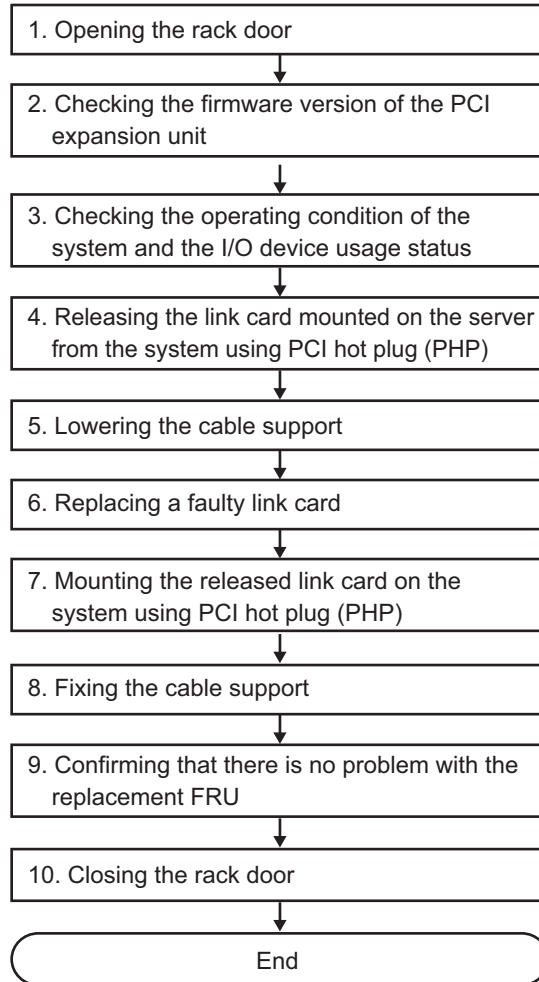 1. Opening the rack door
2. Checking the firmware version of the PCI
expansion unit
3. Checking the operating condition of the
system and the I/O device usage status
4. Releasing the link card mounted on the server
from the system using PCI hot plug (PHP)
5. Lowering the cable support
6. Replacing a faulty link card
7. Mounting the released link card on the
system using PCI hot plug (PHP)
8. Fixing the cable support
9. Confirming that there is no problem with the
replacement FRU
10. Closing the rack door
End